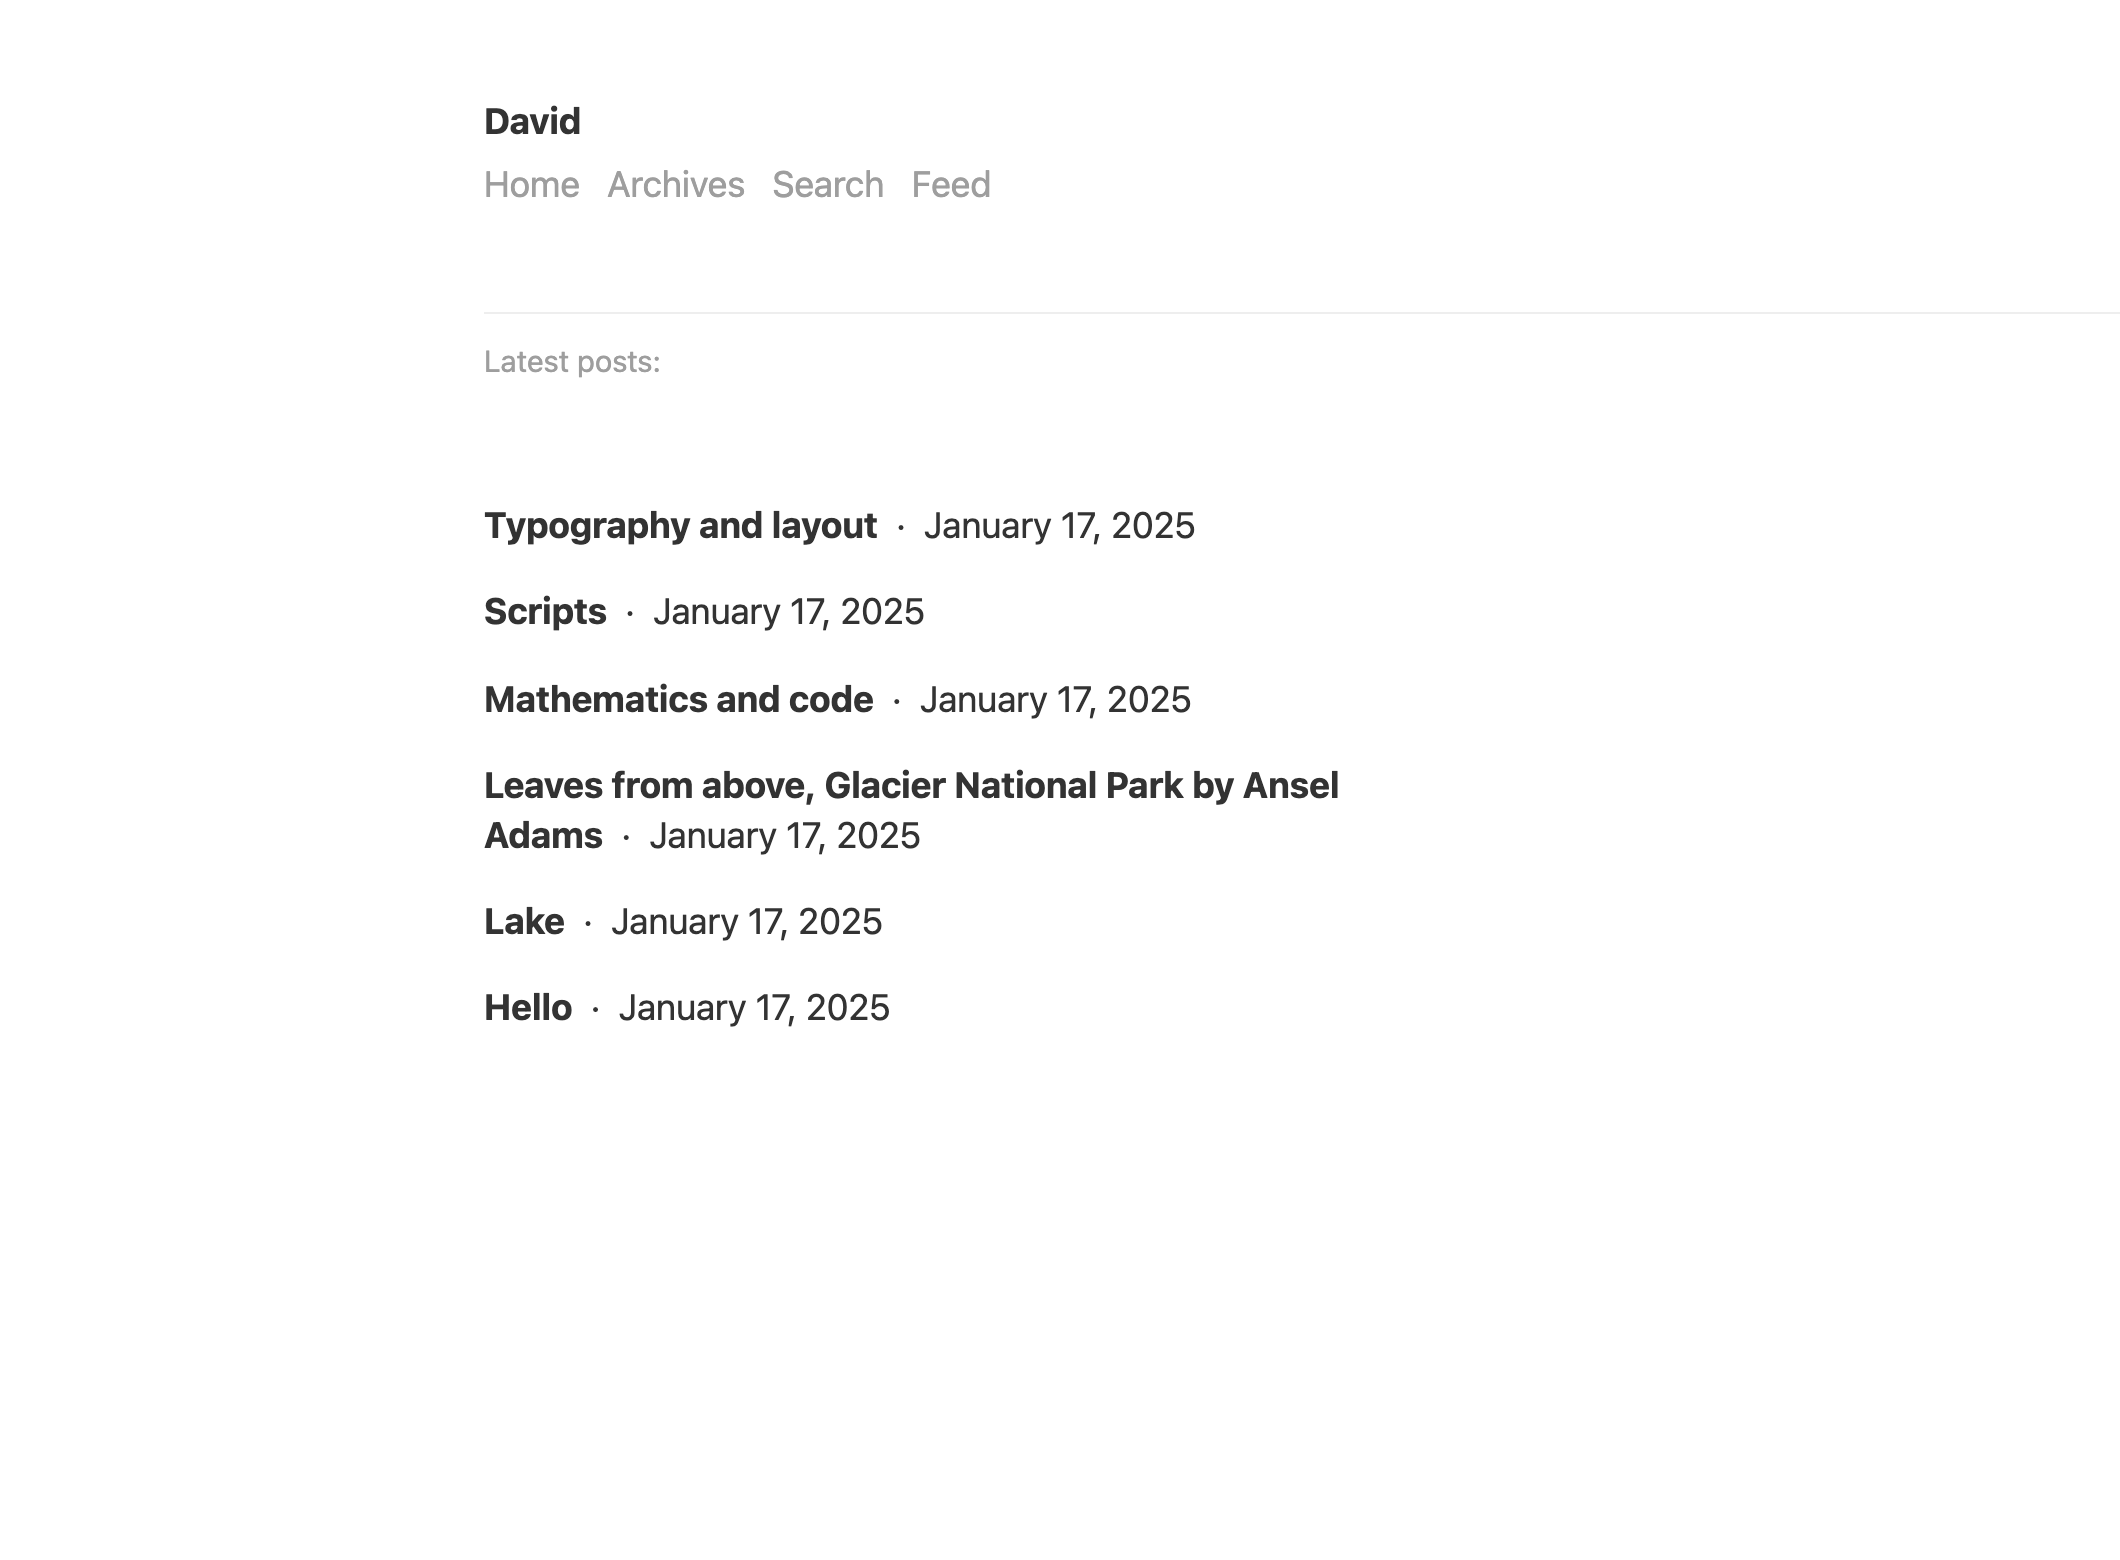 David
Home Archives Search Feed
Latest posts:
Typography and layout · January 17, 2025
Scripts · January 17, 2025
Mathematics and code · January 17, 2025
Leaves from above, Glacier National Park by Ansel
Adams · January 17, 2025
Lake · January 17, 2025
Hello · January 17, 2025